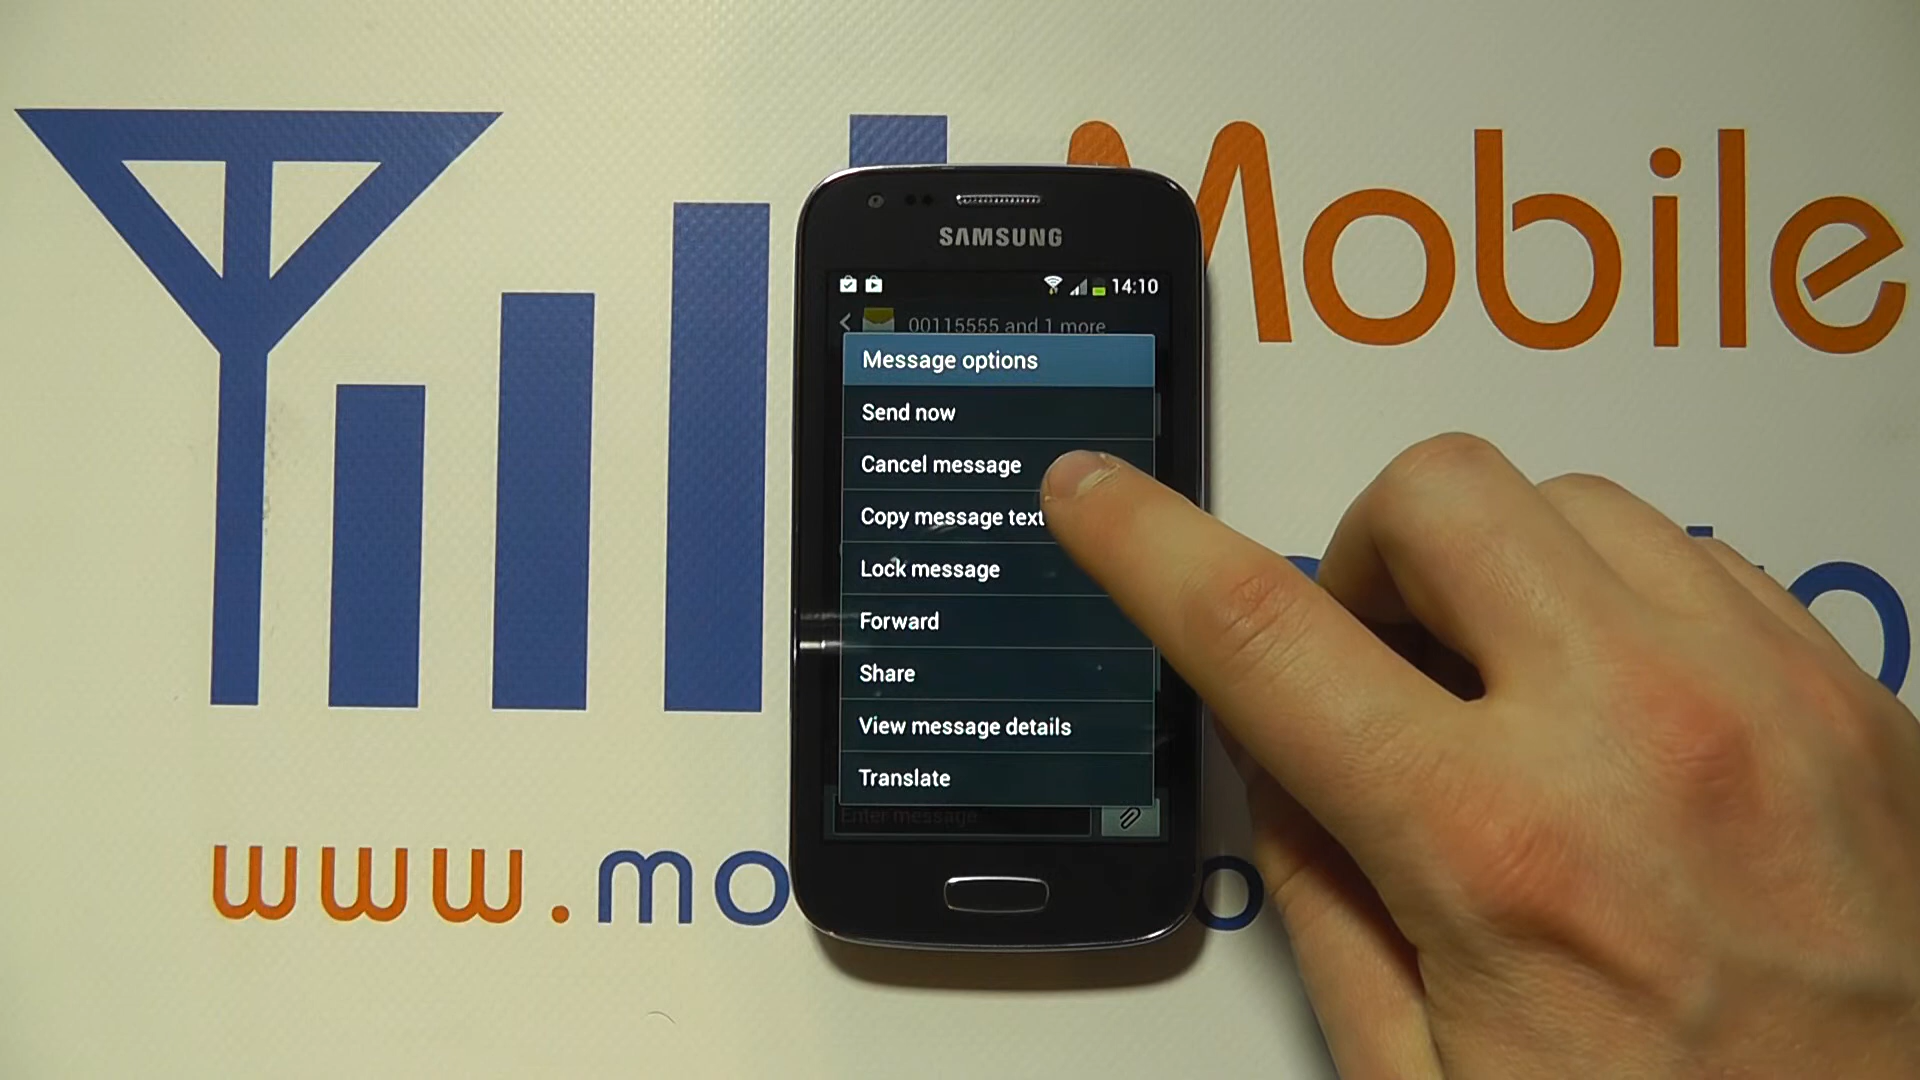 Mobile
SAMSUNG
14:10
00115555 and 1 more
Message options
Send now
Cancel message
Copy message text
Lock message
Forward
Share
View message details
Translate
Enter message
www.mo